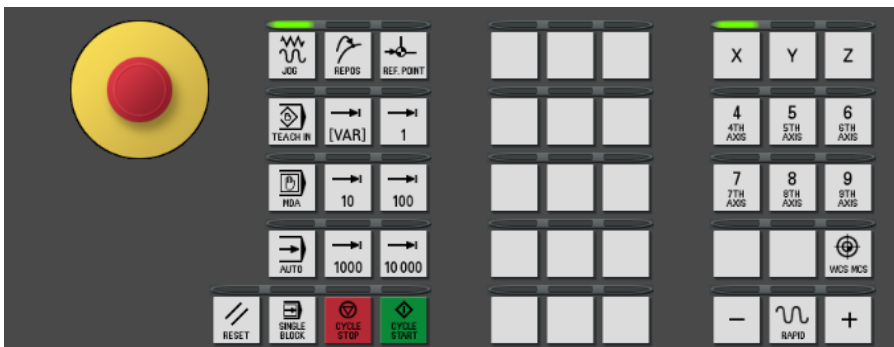 JOG REPOS REF. POINT
X Y Z
TEACH IN [VAR] 1
4 5 6
4TH 5TH 6TH
AXIS AXIS AXIS
MDA 10 100
7 8 9
7TH 8TH 9TH
AXIS AXIS AXIS
AUTO 1000 10 000
WCS MCS
RESET
SINGLE CYCLE CYCLE
BLOCK STOP START
− RAPID +